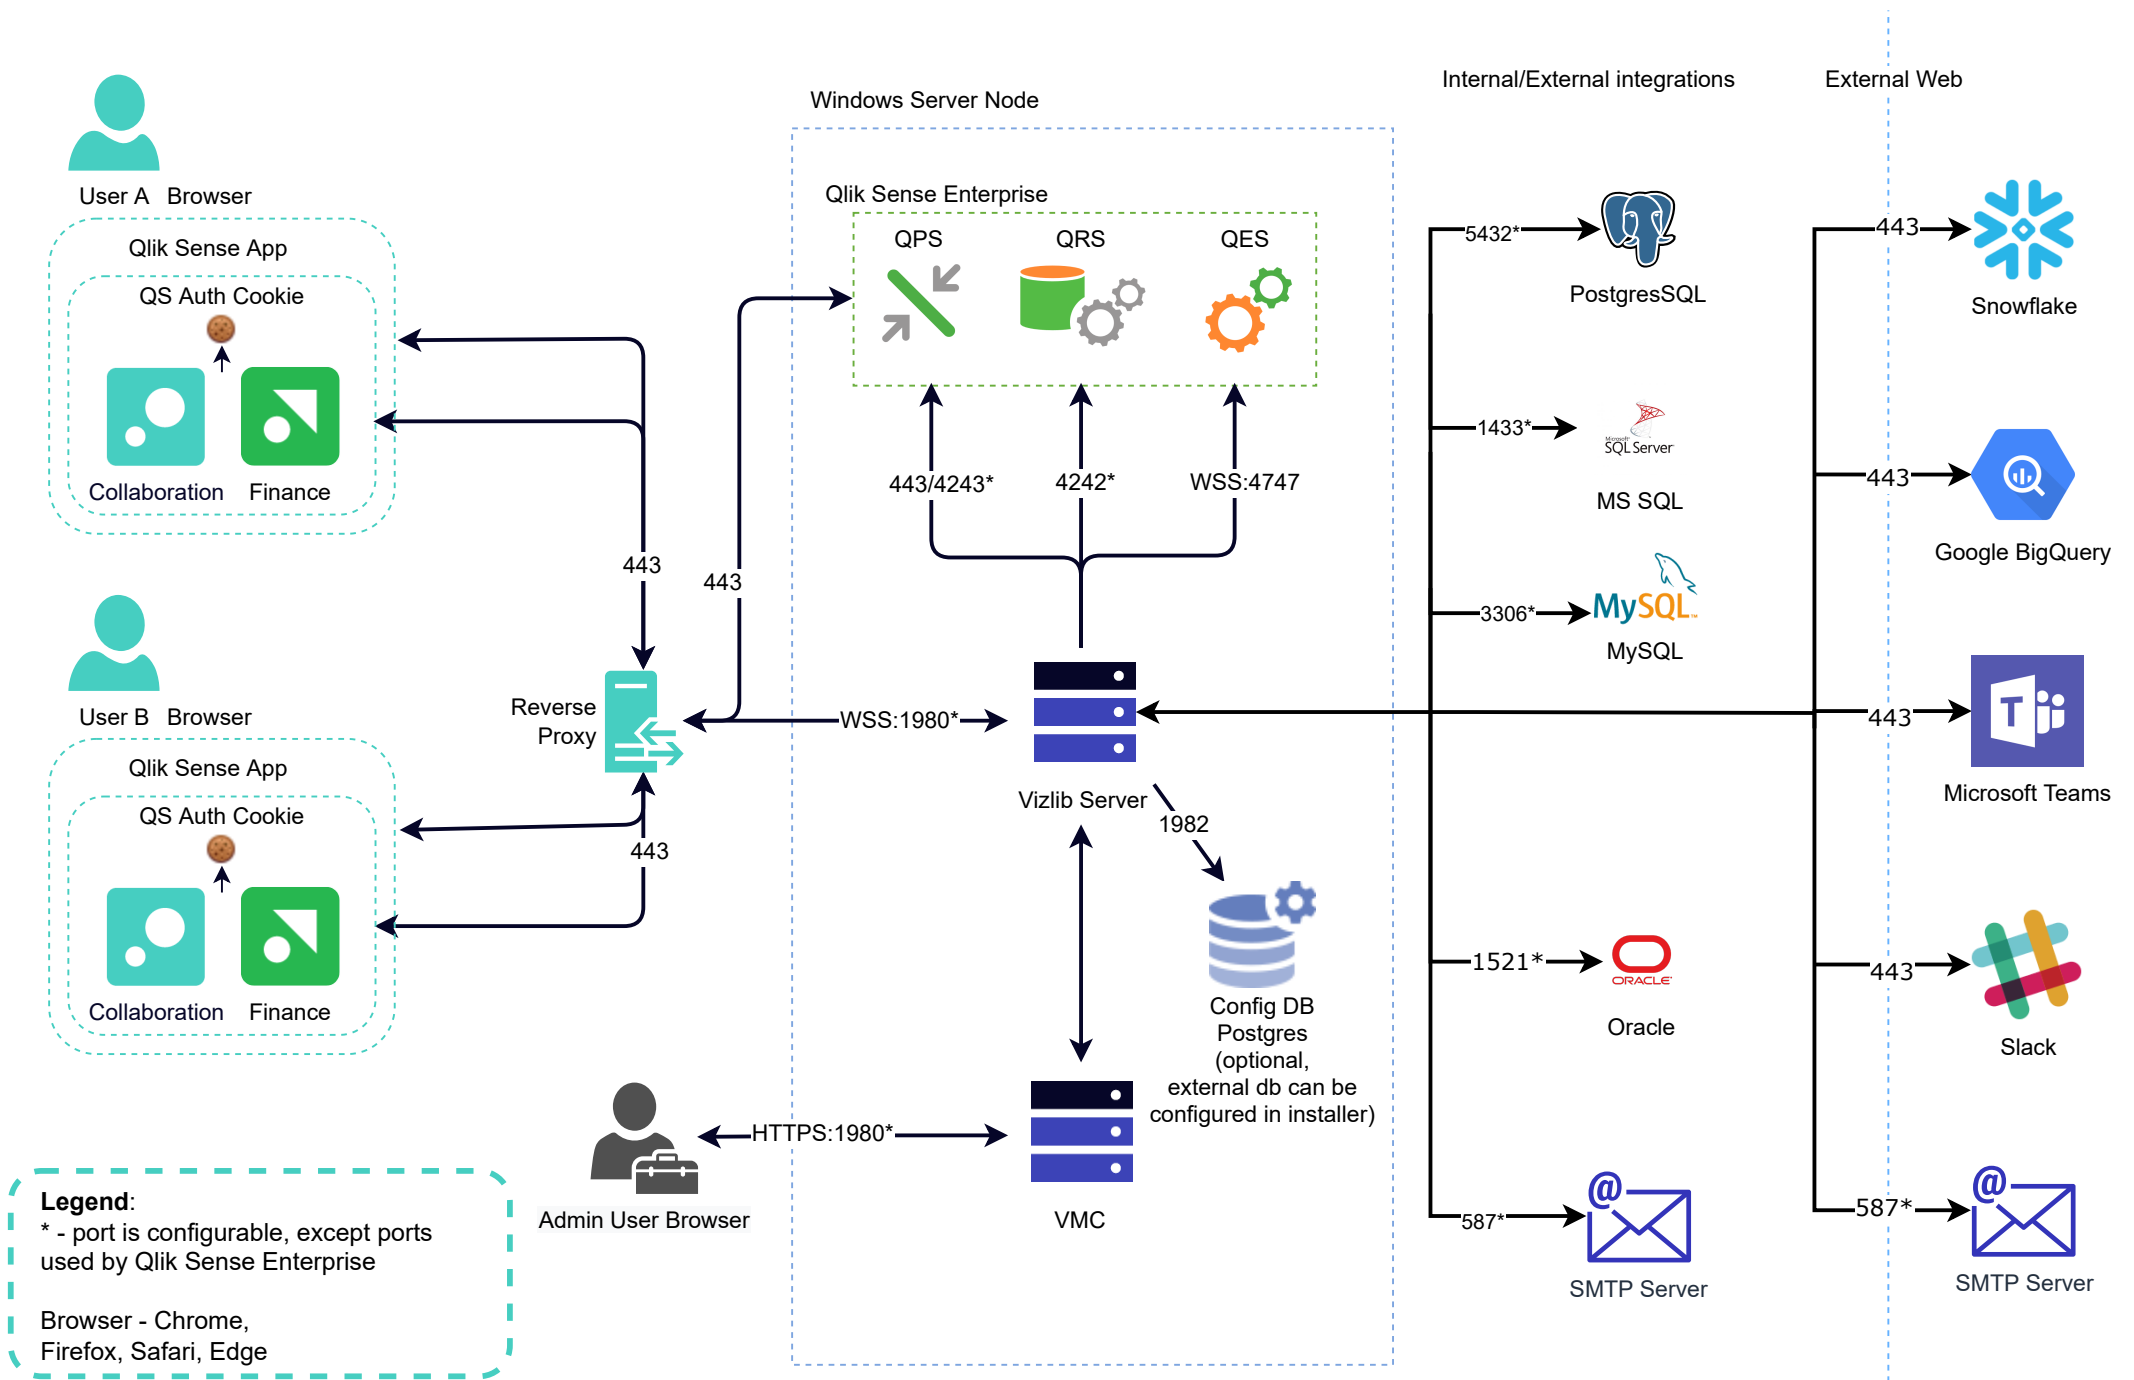 Internal/External integrations
External Web
Windows Server Node
User A Browser
Qlik Sense App
QS Auth Cookie
Collaboration
Finance
Qlik Sense Enterprise
QPS
QRS
QES
443/4243*
4242*
WSS:4747
443
443
User B Browser
Qlik Sense App
QS Auth Cookie
Collaboration
Finance
Reverse
Proxy
443
WSS:1980*
Vizlib Server
1982
Config DB
Postgres
(optional,
external db can be
configured in installer)
HTTPS:1980*
Admin User Browser
VMC
5432*
PostgresSQL
1433*
Microsoft
SQL Server
MS SQL
3306*
MySQL
MySQL
1521*
ORACLE
Oracle
587*
@
SMTP Server
443
Snowflake
443
Google BigQuery
443
T
Microsoft Teams
443
Slack
587*
@
SMTP Server
Legend:
* - port is configurable, except ports
used by Qlik Sense Enterprise
Browser - Chrome,
Firefox, Safari, Edge